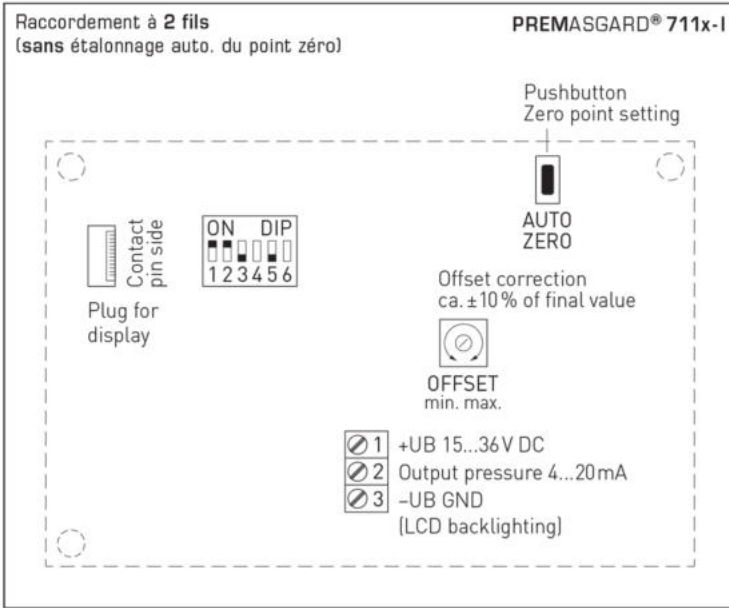 Raccordement à 2 fils
(sans étalonnage auto. du point zéro)
PREMASGARD® 711x-I
Pushbutton
Zero point setting
AUTO
ZERO
Contact
pin side
Plug for
display
ON DIP
1 2 3 4 5 6
Offset correction
ca. ±10 % of final value
OFFSET
min. max.
1 +UB 15...36 V DC
2 Output pressure 4...20 mA
3 –UB GND
(LCD backlighting)